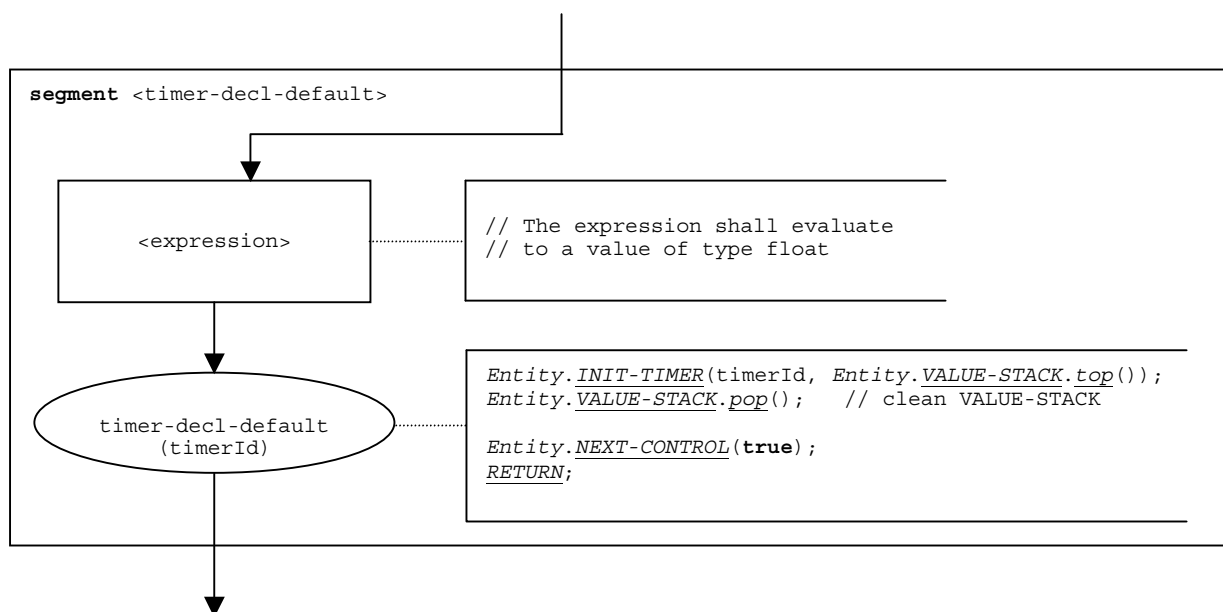 segment <timer-decl-default>
<expression>
// The expression shall evaluate
// to a value of type float
timer-decl-default
(timerId)
Entity.INIT-TIMER(timerId, Entity.VALUE-STACK.top());
Entity.VALUE-STACK.pop();   // clean VALUE-STACK
Entity.NEXT-CONTROL(true);
RETURN;